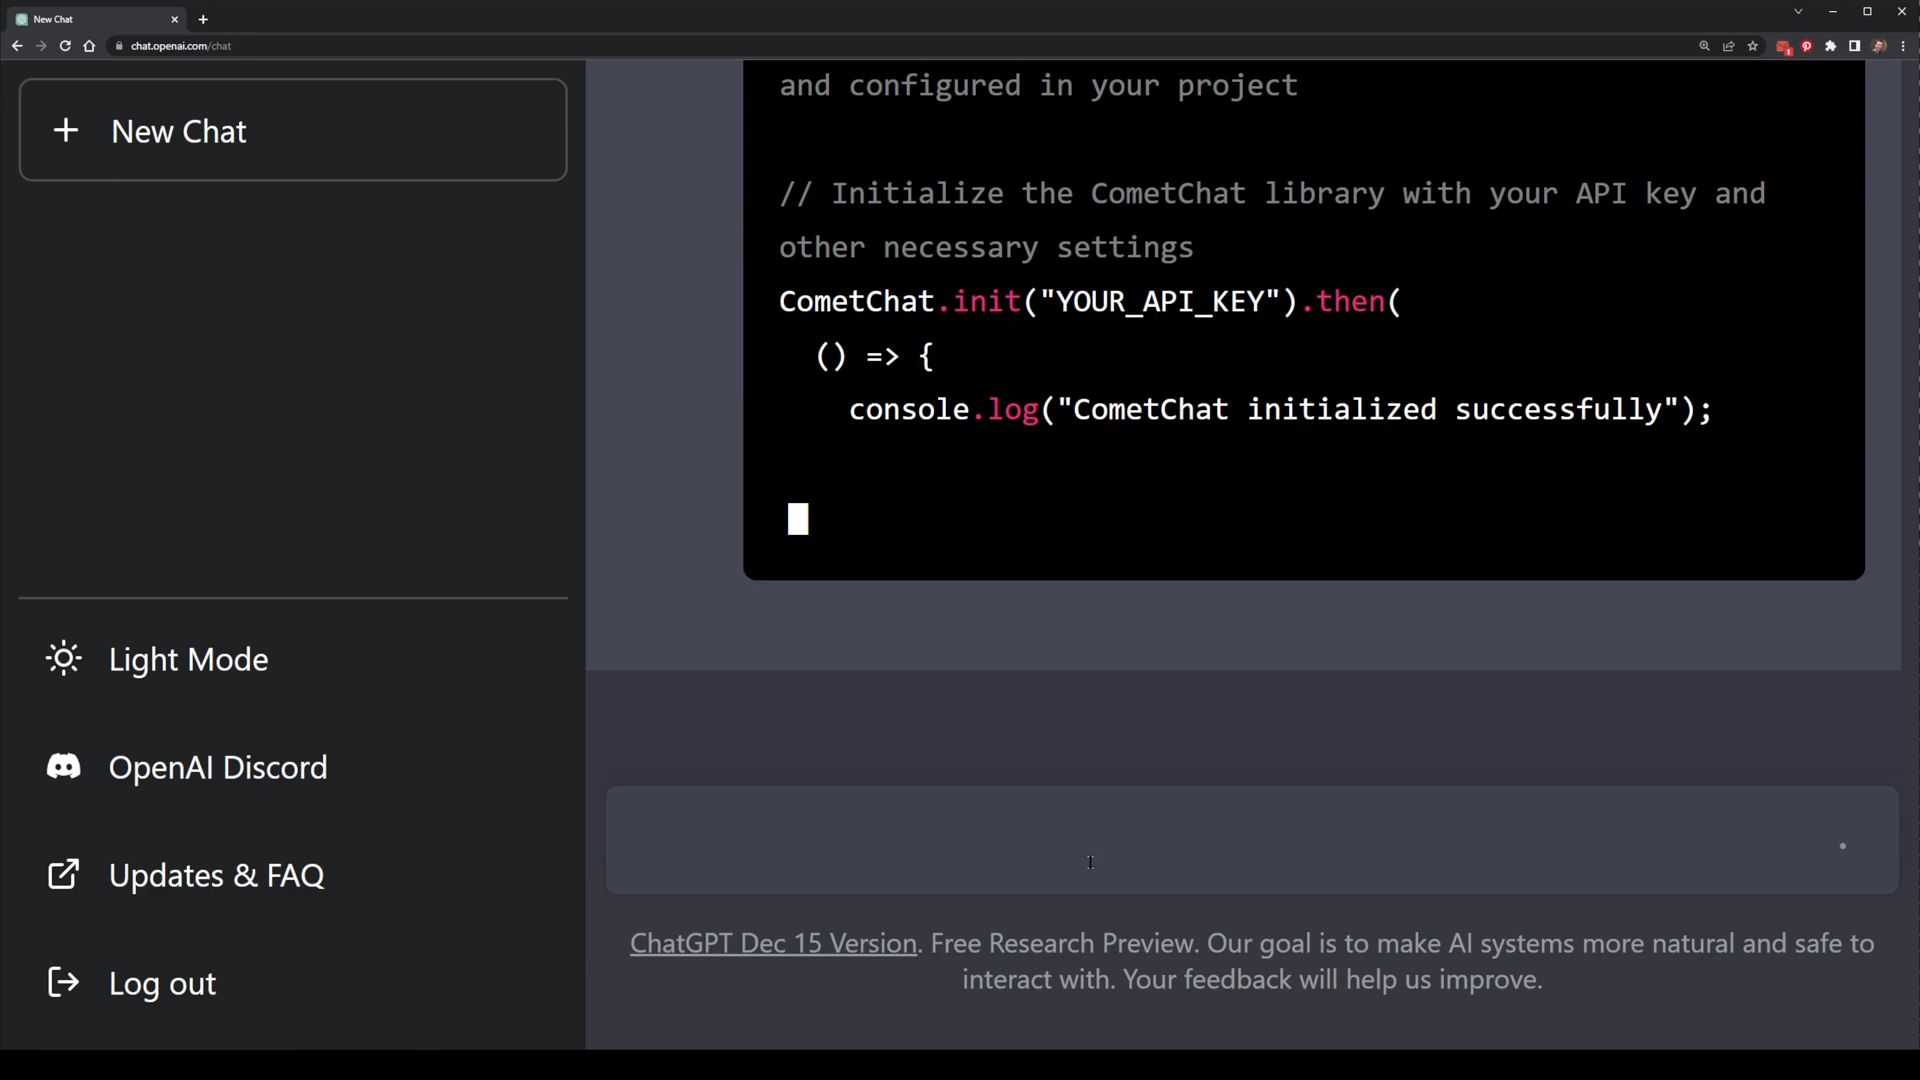 New Chat
chat.openai.com/chat
New Chat
Light Mode
OpenAI Discord
Updates & FAQ
Log out
and configured in your project
// Initialize the CometChat library with your API key and
other necessary settings
CometChat.init("YOUR_API_KEY").then(
() => {
console.log("CometChat initialized successfully");
ChatGPT Dec 15 Version. Free Research Preview. Our goal is to make AI systems more natural and safe to
interact with. Your feedback will help us improve.